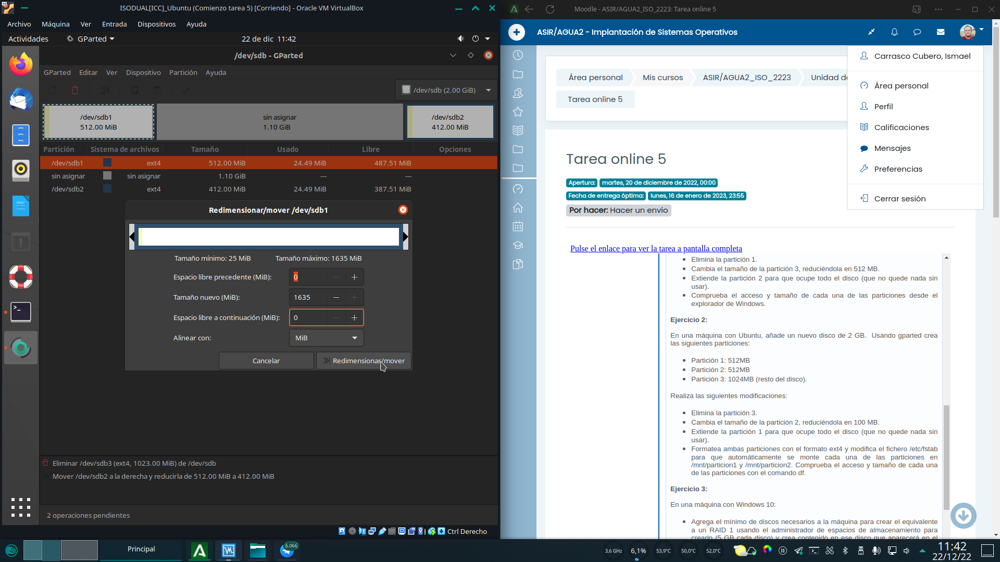 ISODUAL[ICC]_Ubuntu (Comienzo tarea 5) [Corriendo] - Oracle VM VirtualBox
Archivo Máquina Ver Entrada Dispositivos Ayuda
Actividades GParted 22 de dic 11:42
/dev/sdb - GParted
GParted Editar Ver Dispositivo Partición Ayuda
/dev/sdb (2.00 GiB)
/dev/sdb1
512.00 MiB
sin asignar
1.10 GiB
/dev/sdb2
412.00 MiB
Partición Sistema de archivos Tamaño Usado Libre Opciones
/dev/sdb1 ext4 512.00 MiB 24.49 MiB 487.51 MiB
sin asignar sin asignar 1.10 GiB --- ---
/dev/sdb2 ext4 412.00 MiB 24.49 MiB 387.51 MiB
Redimensionar/mover /dev/sdb1
Tamaño mínimo: 25 MiB Tamaño máximo: 1635 MiB
Espacio libre precedente (MiB): 0
Tamaño nuevo (MiB): 1635
Espacio libre a continuación (MiB): 0
Alinear con: MiB
Cancelar Redimensionar/mover
Eliminar /dev/sdb3 (ext4, 1023.00 MiB) de /dev/sdb
Mover /dev/sdb2 a la derecha y reducirla de 512.00 MiB a 412.00 MiB
2 operaciones pendientes
Ctrl Derecho
Moodle - ASIR/AGUA2_ISO_2223: Tarea online 5
ASIR/AGUA2 - Implantación de Sistemas Operativos
Carrasco Cubero, Ismael
Área personal
Perfil
Calificaciones
Mensajes
Preferencias
Cerrar sesión
Área personal Mis cursos ASIR/AGUA2_ISO_2223 Unidad de
Tarea online 5
Tarea online 5
Apertura: martes, 20 de diciembre de 2022, 00:00
Fecha de entrega óptima: lunes, 16 de enero de 2023, 23:55
Por hacer: Hacer un envío
Pulse el enlace para ver la tarea a pantalla completa
• Elimina la partición 1.
• Cambia el tamaño de la partición 3, reduciéndola en 512 MB.
• Extiende la partición 2 para que ocupe todo el disco (que no quede nada sin
usar).
• Comprueba el acceso y tamaño de cada una de las particiones desde el
explorador de Windows.
Ejercicio 2:
En una máquina con Ubuntu, añade un nuevo disco de 2 GB. Usando gparted crea
las siguientes particiones:
• Partición 1: 512MB
• Partición 2: 512MB
• Partición 3: 1024MB (resto del disco).
Realiza las siguientes modificaciones:
• Elimina la partición 3.
• Cambia el tamaño de la partición 2, reduciéndola en 100 MB.
• Extiende la partición 1 para que ocupe todo el disco (que no quede nada sin
usar).
• Formatea ambas particiones con el formato ext4 y modifica el fichero /etc/fstab
para que automáticamente se monte cada una de las particiones en
/mnt/particion1 y /mnt/particion2. Comprueba el acceso y tamaño de cada una
de las particiones con el comando df.
Ejercicio 3:
En una máquina con Windows 10:
• Agrega el mínimo de discos necesarios a la máquina para crear el equivalente
a un RAID 1 usando el administrador de espacios de almacenamiento para
crearlo (5 GB cada disco) y crea contenido en ese disco que aparecerá en el
Principal
6.066
3,6 GHz 6,1% 53,9°C 50,0°C 52,0°C
11:42
22/12/22